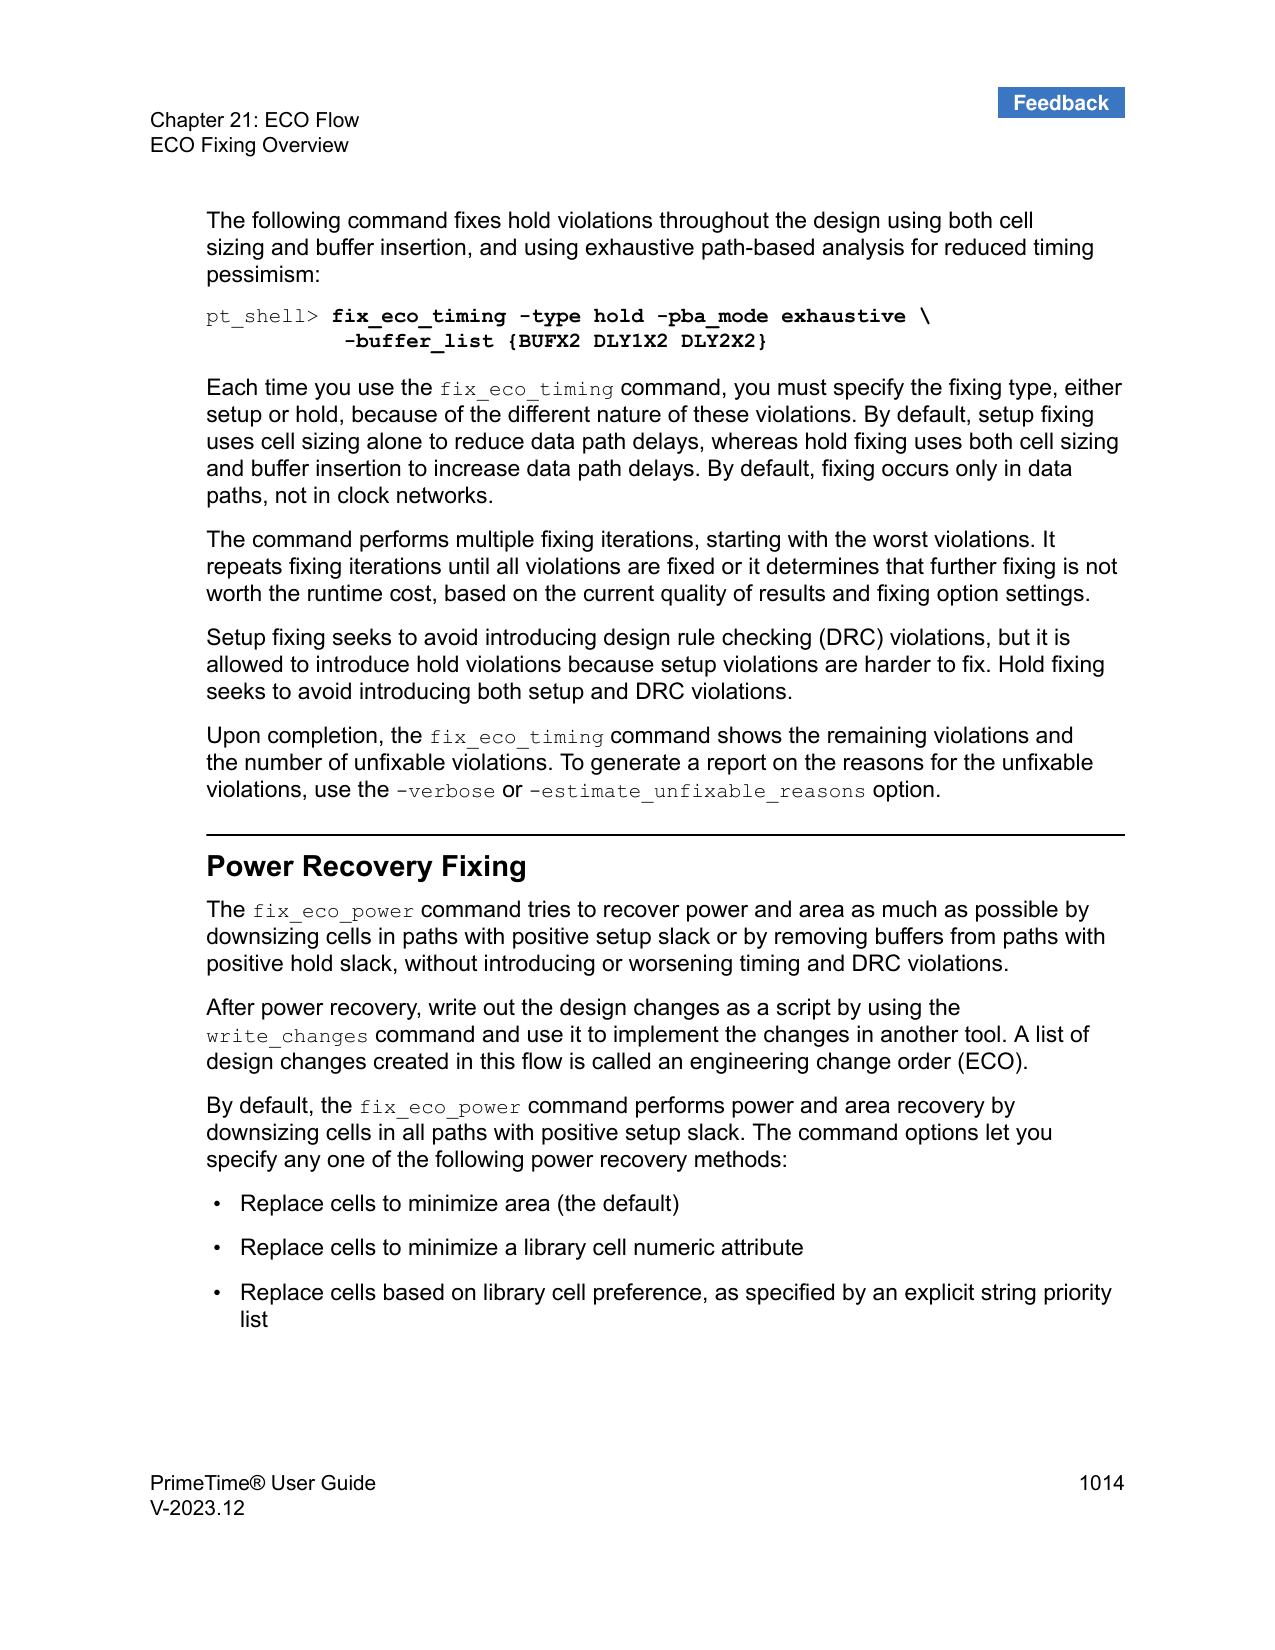 Feedback
Chapter 21: ECO Flow
ECO Fixing Overview
The following command fixes hold violations throughout the design using both cell
sizing and buffer insertion, and using exhaustive path-based analysis for reduced timing
pessimism:
pt_shell> fix_eco_timing -type hold -pba_mode exhaustive \
-buffer_list {BUFX2 DLY1X2 DLY2X2}
Each time you use the fix_eco_timing command, you must specify the fixing type, either
setup or hold, because of the different nature of these violations. By default, setup fixing
uses cell sizing alone to reduce data path delays, whereas hold fixing uses both cell sizing
and buffer insertion to increase data path delays. By default, fixing occurs only in data
paths, not in clock networks.
The command performs multiple fixing iterations, starting with the worst violations. It
repeats fixing iterations until all violations are fixed or it determines that further fixing is not
worth the runtime cost, based on the current quality of results and fixing option settings.
Setup fixing seeks to avoid introducing design rule checking (DRC) violations, but it is
allowed to introduce hold violations because setup violations are harder to fix. Hold fixing
seeks to avoid introducing both setup and DRC violations.
Upon completion, the fix_eco_timing command shows the remaining violations and
the number of unfixable violations. To generate a report on the reasons for the unfixable
violations, use the -verbose or -estimate_unfixable_reasons option.
Power Recovery Fixing
The fix_eco_power command tries to recover power and area as much as possible by
downsizing cells in paths with positive setup slack or by removing buffers from paths with
positive hold slack, without introducing or worsening timing and DRC violations.
After power recovery, write out the design changes as a script by using the
write_changes command and use it to implement the changes in another tool. A list of
design changes created in this flow is called an engineering change order (ECO).
By default, the fix_eco_power command performs power and area recovery by
downsizing cells in all paths with positive setup slack. The command options let you
specify any one of the following power recovery methods:
• Replace cells to minimize area (the default)
• Replace cells to minimize a library cell numeric attribute
• Replace cells based on library cell preference, as specified by an explicit string priority
list
PrimeTime® User Guide
1014
V-2023.12